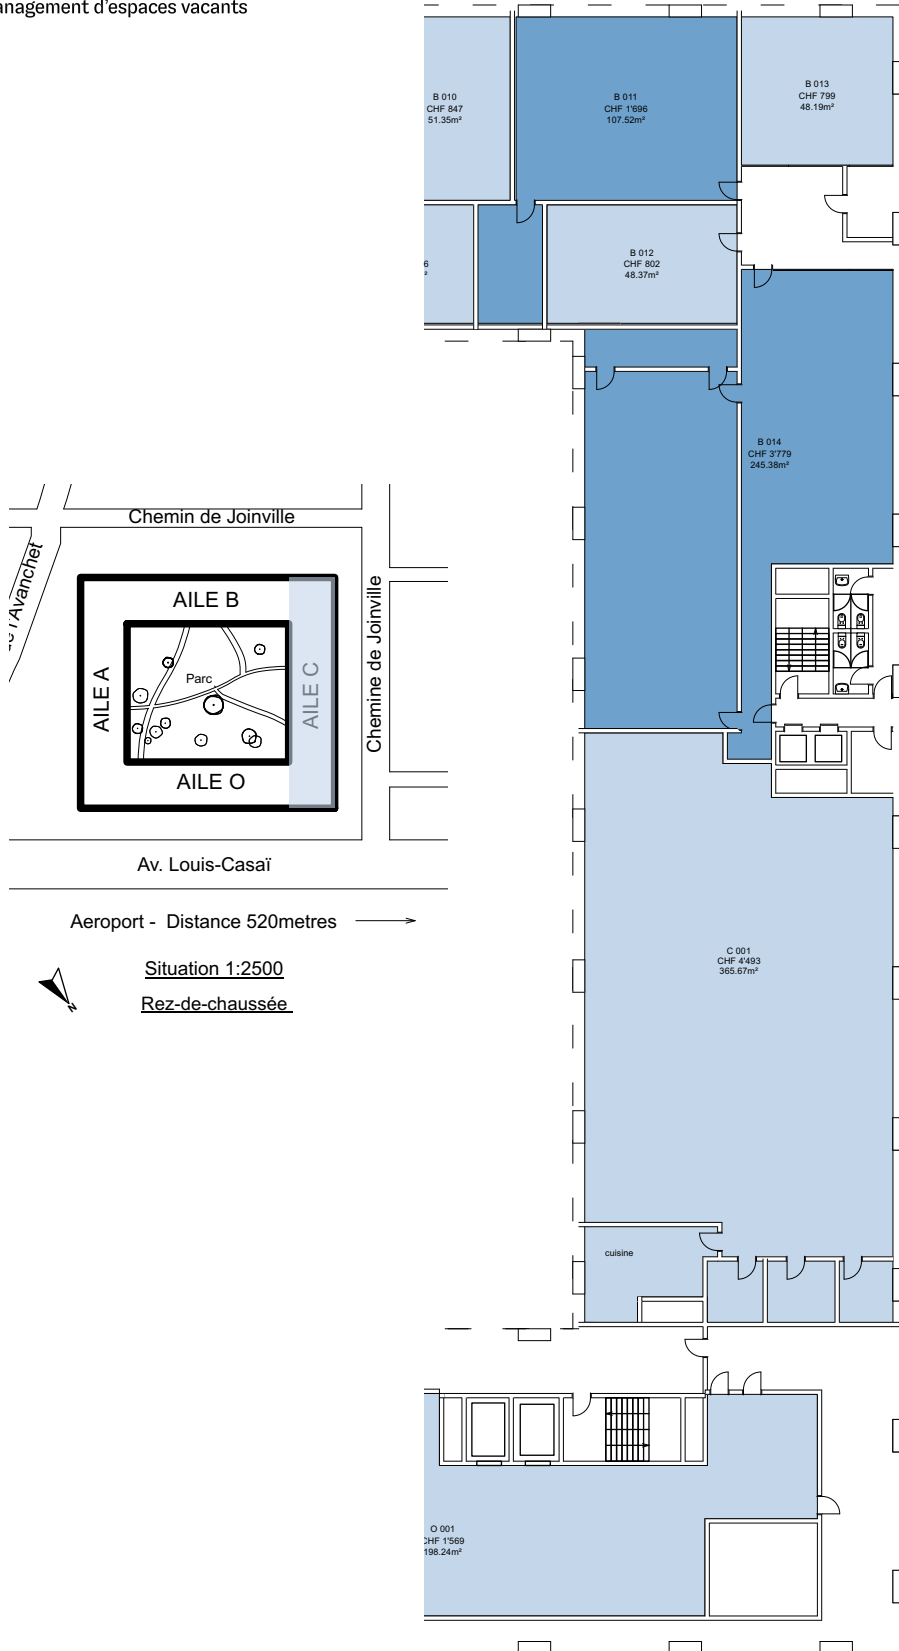 d'espaces vacants
B 010
CHF 847
51.35m²
B 011
CHF 1'696
107.52m²
B 013
CHF 799
48.19m²
6
²
B 012
CHF 802
48.37m²
B 014
CHF 3'779
245.38m²
Chemin de Joinville
l'Avanchet
AILE B
AILE A
Parc
AILE C
Chemine de Joinville
AILE O
Av. Louis-Casaï
Aeroport - Distance 520metres
Situation 1:2500
N
Rez-de-chaussée
C 001
CHF 4'493
365.67m²
cuisine
O 001
CHF 1'569
198.24m²